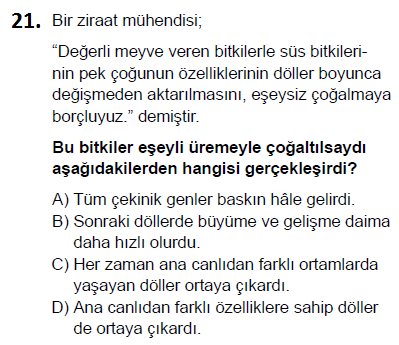 21. Bir ziraat mühendisi;
“Değerli meyve veren bitkilerle süs bitkileri-
nin pek çoğunun özelliklerinin döller boyunca
değişmeden aktarılmasını, eşeysiz çoğalmaya
borçluyuz.” demiştir.
Bu bitkiler eşeyli üremeyle çoğaltılsaydı
aşağıdakilerden hangisi gerçekleşirdi?
A) Tüm çekinik genler baskın hâle gelirdi.
B) Sonraki döllerde büyüme ve gelişme daima
daha hızlı olurdu.
C) Her zaman ana canlıdan farklı ortamlarda
yaşayan döller ortaya çıkardı.
D) Ana canlıdan farklı özelliklere sahip döller
de ortaya çıkardı.